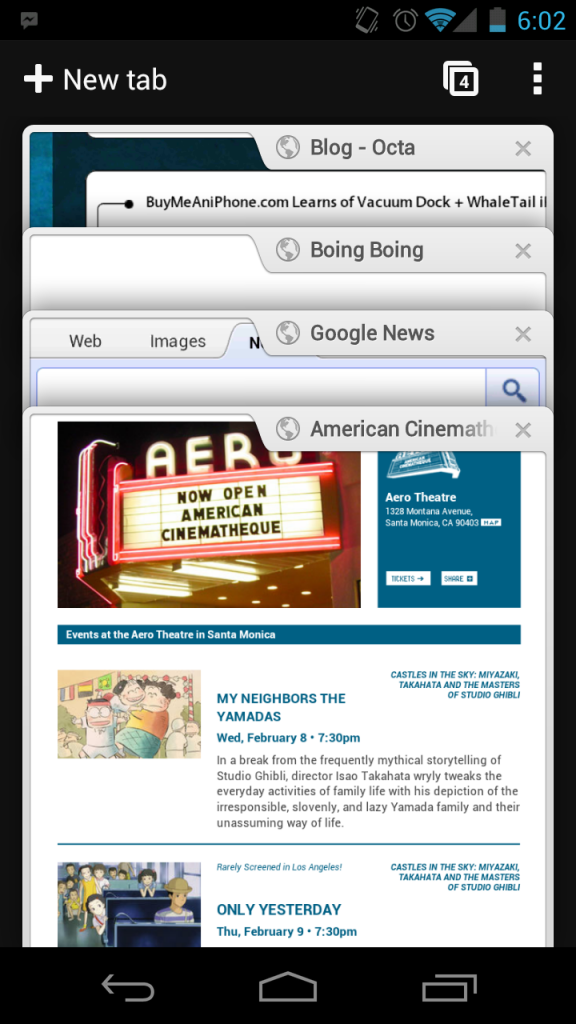 6:02
New tab
4
Blog - Octa
BuyMeAniPhone.com Learns of Vacuum Dock + WhaleTail
Boing Boing
Google News
Web Images
American Cinemath
AERO
NOW OPEN
AMERICAN
CINEMATHEQUE
Aero Theatre
1328 Montana Avenue,
Santa Monica, CA 90403 MAP
TICKETS SHARE
Events at the Aero Theatre in Santa Monica
CASTLES IN THE SKY: MIYAZAKI,
TAKAHATA AND THE MASTERS
OF STUDIO GHIBLI
MY NEIGHBORS THE
YAMADAS
Wed, February 8 • 7:30pm
In a break from the frequently mythical storytelling of
Studio Ghibli, director Isao Takahata wryly tweaks the
everyday activities of family life with his depiction of the
irresponsible, slovenly, and lazy Yamada family and their
unassuming way of life.
Rarely Screened in Los Angeles!
CASTLES IN THE SKY: MIYAZAKI,
TAKAHATA AND THE MASTERS
OF STUDIO GHIBLI
ONLY YESTERDAY
Thu, February 9 • 7:30pm